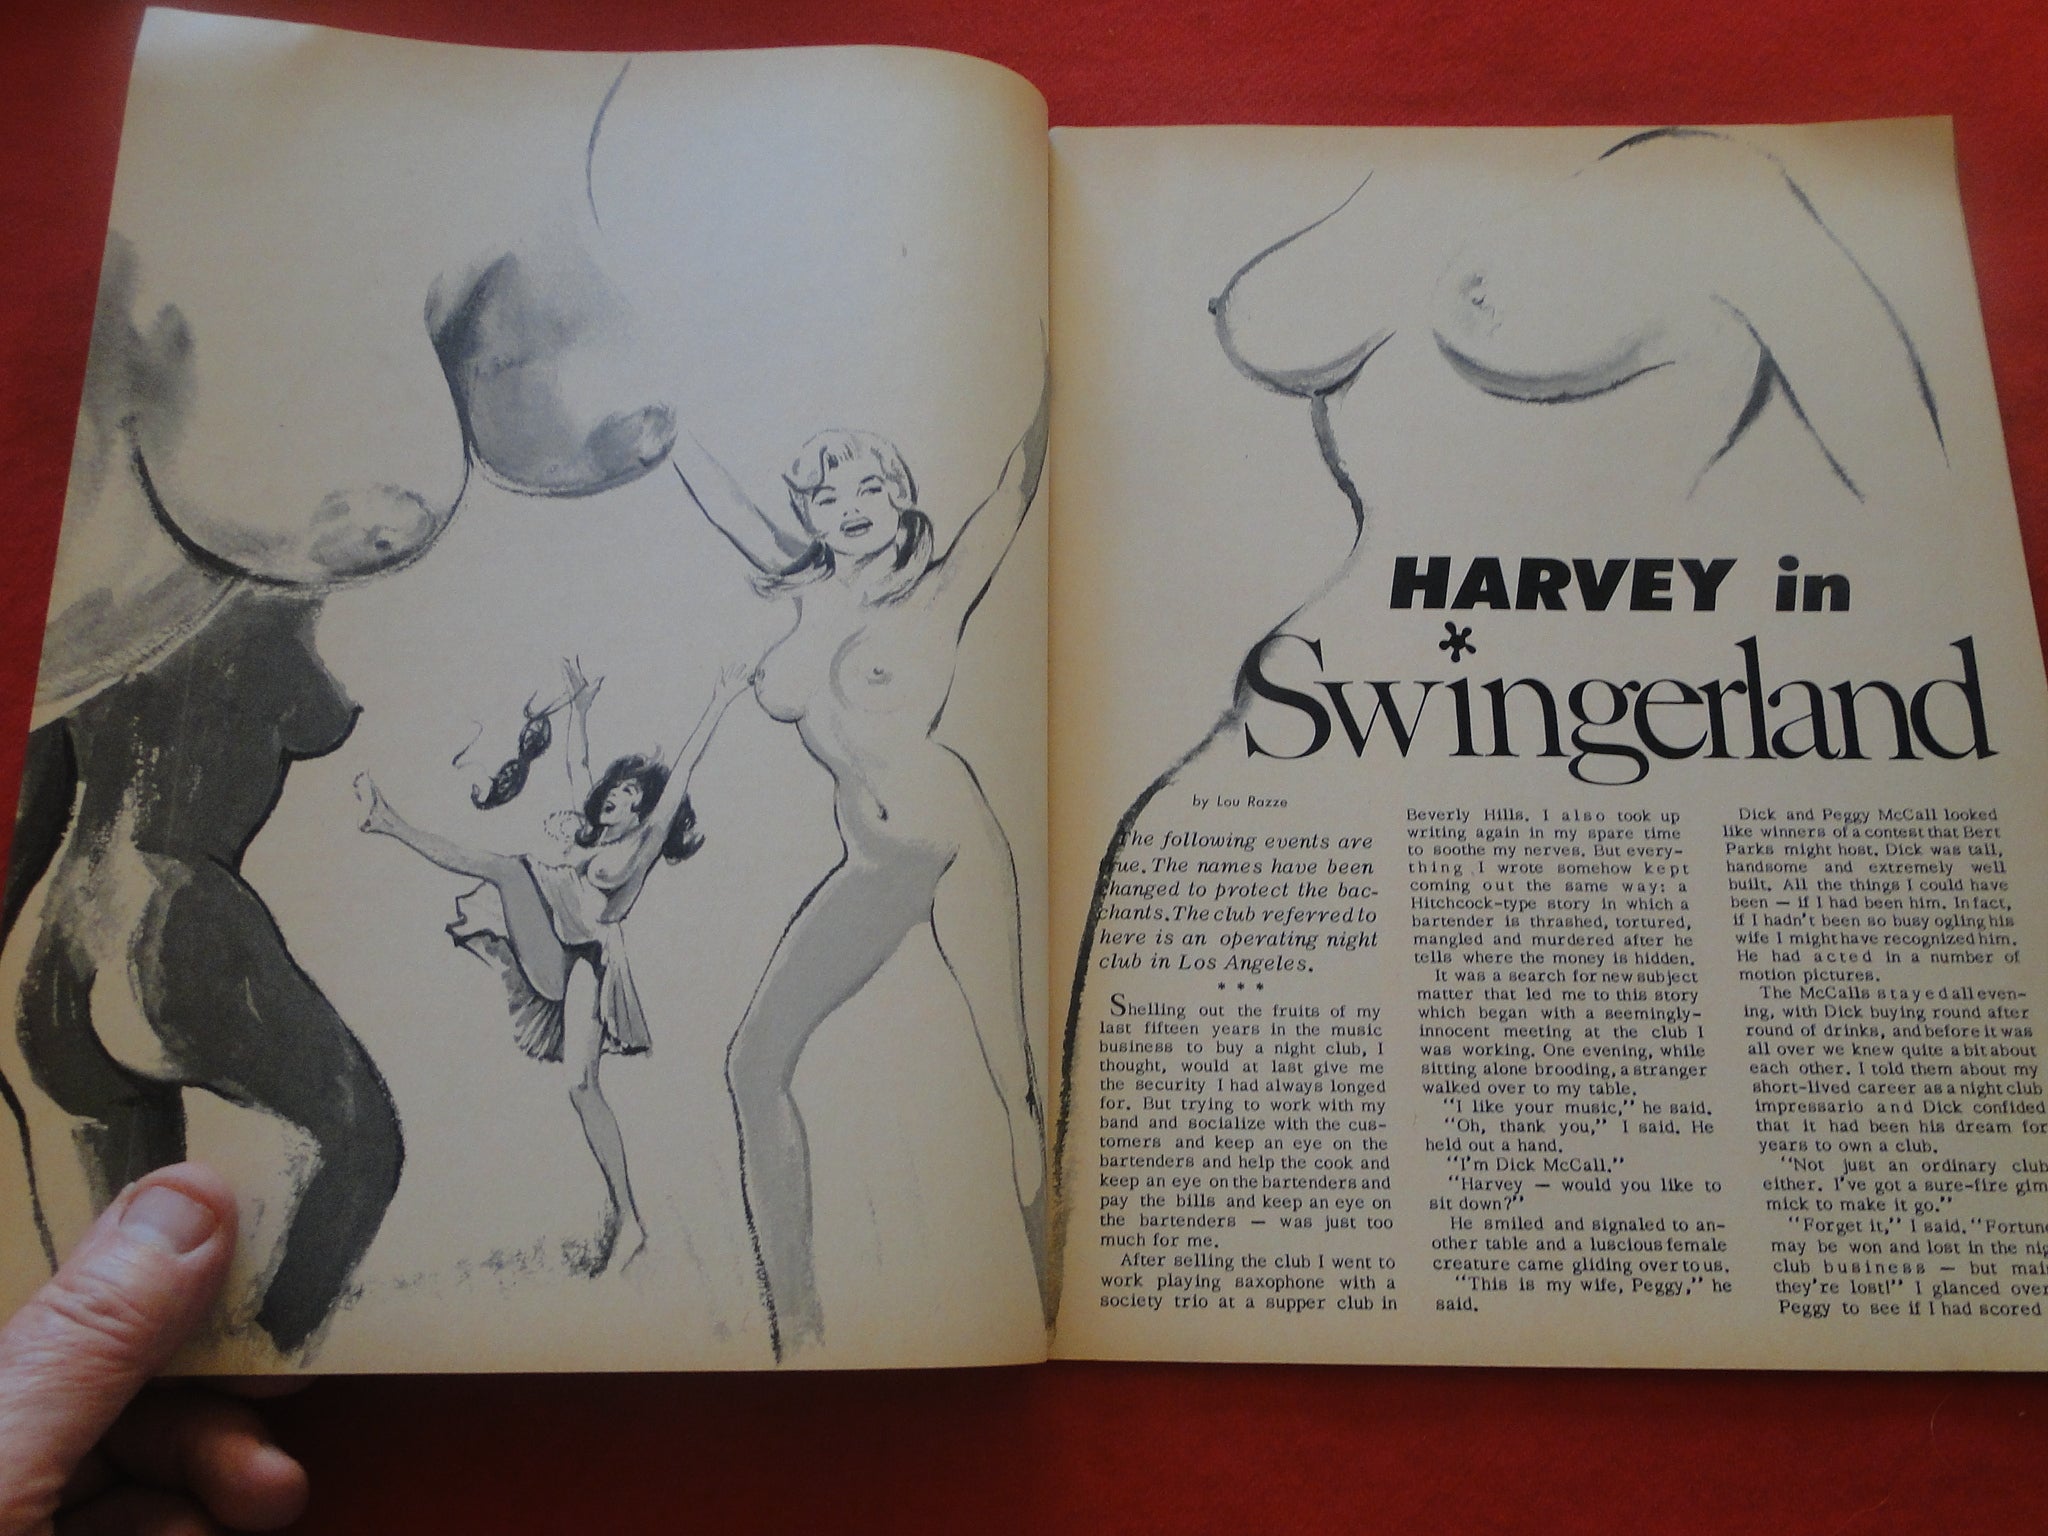 HARVEY in
Swingerland
by Lou Razze
The following events are
true. The names have been
changed to protect the bac-
chants. The club referred to
here is an operating night
club in Los Angeles.
* * *
Shelling out the fruits of my
last fifteen years in the music
business to buy a night club, I
thought, would at last give me
the security I had always longed
for. But trying to work with my
band and socialize with the cus-
tomers and keep an eye on the
bartenders and help the cook and
keep an eye on the bartenders and
pay the bills and keep an eye on
the bartenders — was just too
much for me.
After selling the club I went to
work playing saxophone with a
society trio at a supper club in
Beverly Hills. I also took up
writing again in my spare time
to soothe my nerves. But every-
thing I wrote somehow kept
coming out the same way: a
Hitchcock-type story in which a
bartender is thrashed, tortured,
mangled and murdered after he
tells where the money is hidden.
It was a search for new subject
matter that led me to this story
which began with a seemingly-
innocent meeting at the club I
was working. One evening, while
sitting alone brooding, a stranger
walked over to my table.
"I like your music," he said.
"Oh, thank you," I said. He
held out a hand.
"I'm Dick McCall."
"Harvey — would you like to
sit down?"
He smiled and signaled to an-
other table and a luscious female
creature came gliding over to us.
"This is my wife, Peggy," he
said.
Dick and Peggy McCall looked
like winners of a contest that Bert
Parks might host. Dick was tall,
handsome and extremely well
built. All the things I could have
been — if I had been him. In fact,
if I hadn't been so busy ogling his
wife I might have recognized him.
He had acted in a number of
motion pictures.
The McCalls stayed all even-
ing, with Dick buying round after
round of drinks, and before it was
all over we knew quite a bit about
each other. I told them about my
short-lived career as a night club
impressario and Dick confided
that it had been his dream for
years to own a club.
"Not just an ordinary club
either. I've got a sure-fire gim
mick to make it go."
"Forget it," I said. "Fortune
may be won and lost in the nig
club business — but mai
they're lost!" I glanced over
Peggy to see if I had scored